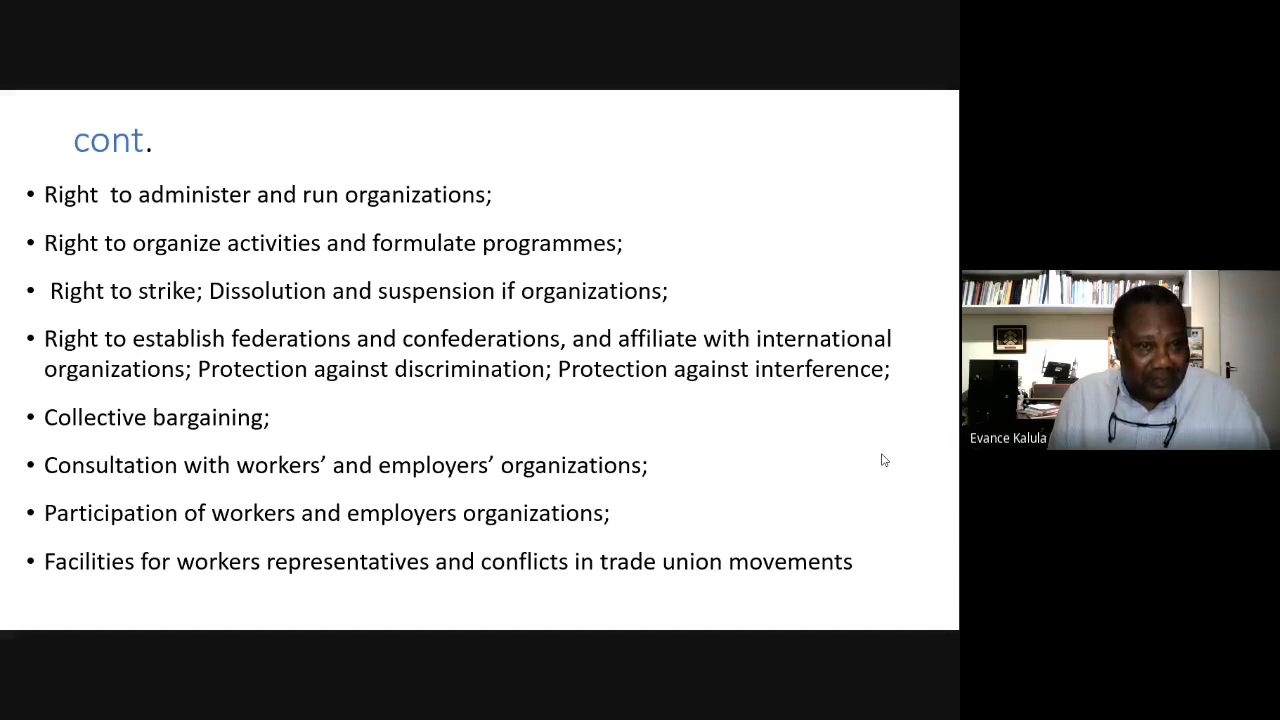 cont.
• Right  to administer and run organizations;
• Right to organize activities and formulate programmes;
•  Right to strike; Dissolution and suspension if organizations;
• Right to establish federations and confederations, and affiliate with international
organizations; Protection against discrimination; Protection against interference;
• Collective bargaining;
• Consultation with workers’ and employers’ organizations;
• Participation of workers and employers organizations;
• Facilities for workers representatives and conflicts in trade union movements
Evance Kalula